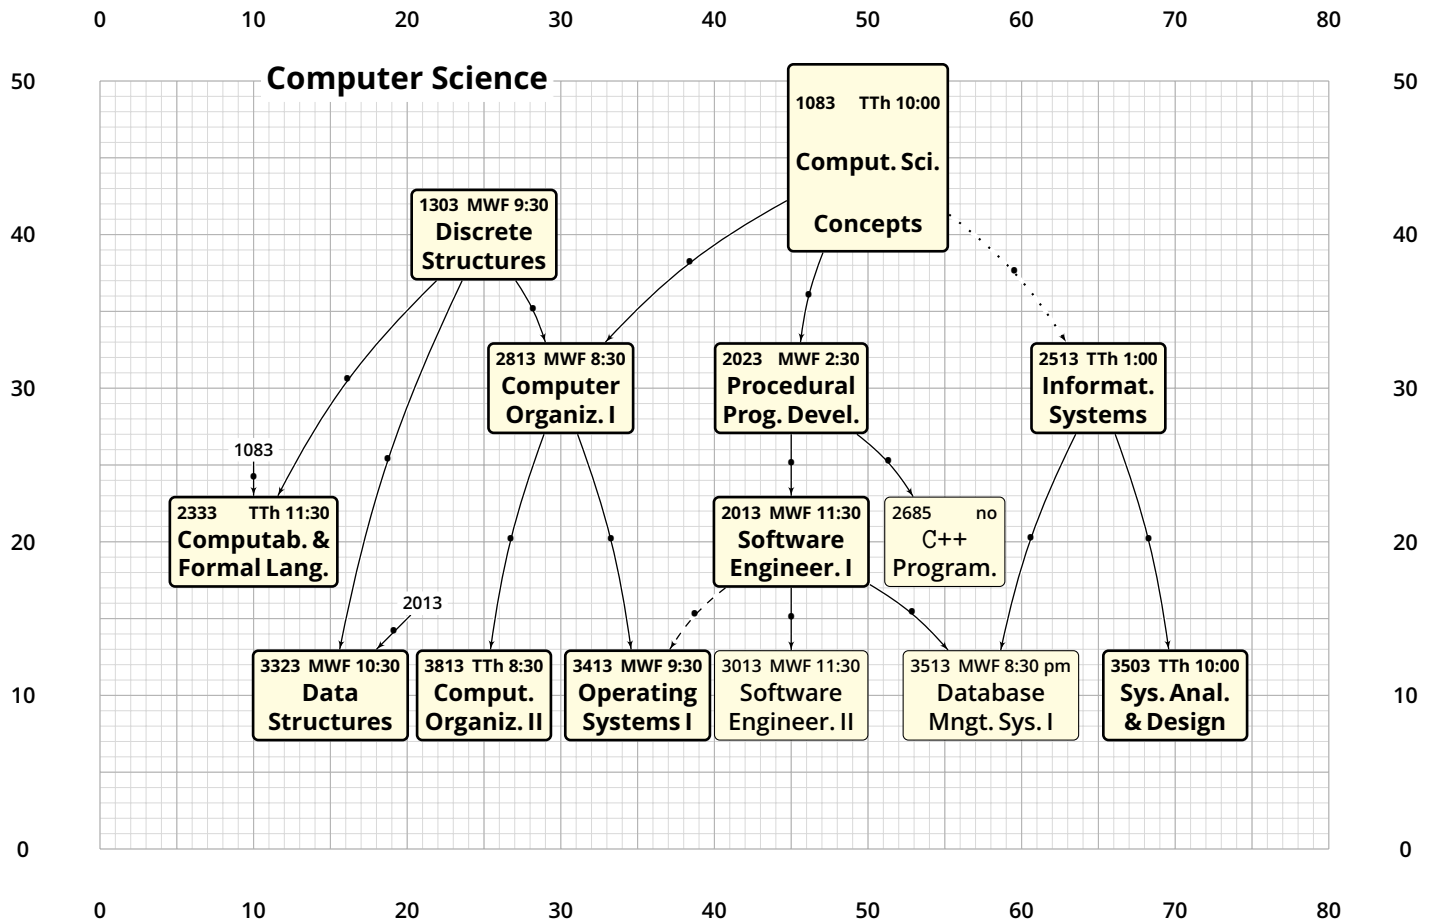 0 10 20 30 40 50 60 70 80
50 Computer Science 50
1083 TTh 10:00
Comput. Sci.
Concepts
1303 MWF 9:30
Discrete
Structures
40 40
2813 MWF 8:30
Computer
Organiz. I
2023 MWF 2:30
Procedural
Prog. Devel.
2513 TTh 1:00
Informat.
Systems
30 30
1083
2333 TTh 11:30
Computab. &
Formal Lang.
2013 MWF 11:30
Software
Engineer. I
2685 no
C++
Program.
20 20
2013
3323 MWF 10:30
Data
Structures
3813 TTh 8:30
Comput.
Organiz. II
3413 MWF 9:30
Operating
Systems I
3013 MWF 11:30
Software
Engineer. II
3513 MWF 8:30 pm
Database
Mngt. Sys. I
3503 TTh 10:00
Sys. Anal.
& Design
10 10
0 0
0 10 20 30 40 50 60 70 80